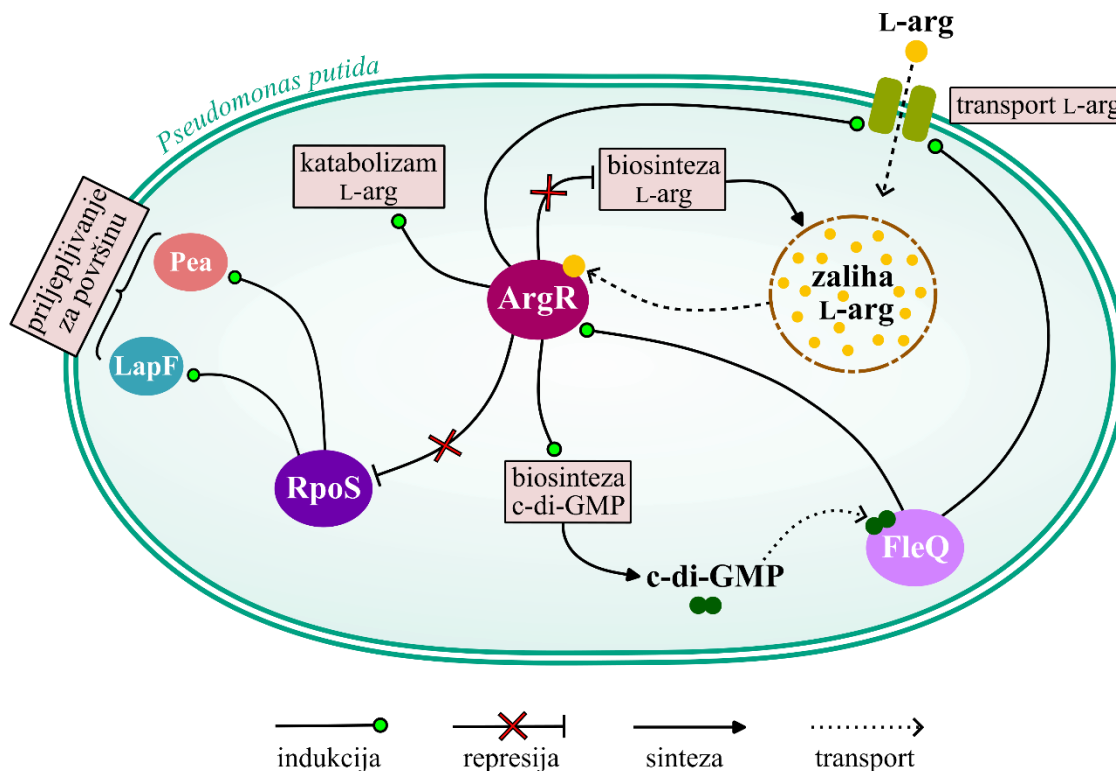 L-arg
Pseudomonas putida
transport L-arg
katabolizam
L-arg
biosinteza
L-arg
priljepljivanje
za površinu
Pea
zaliha
L-arg
ArgR
LapF
RpoS
biosinteza
c-di-GMP
FleQ
c-di-GMP
indukcija
represija
sinteza
transport